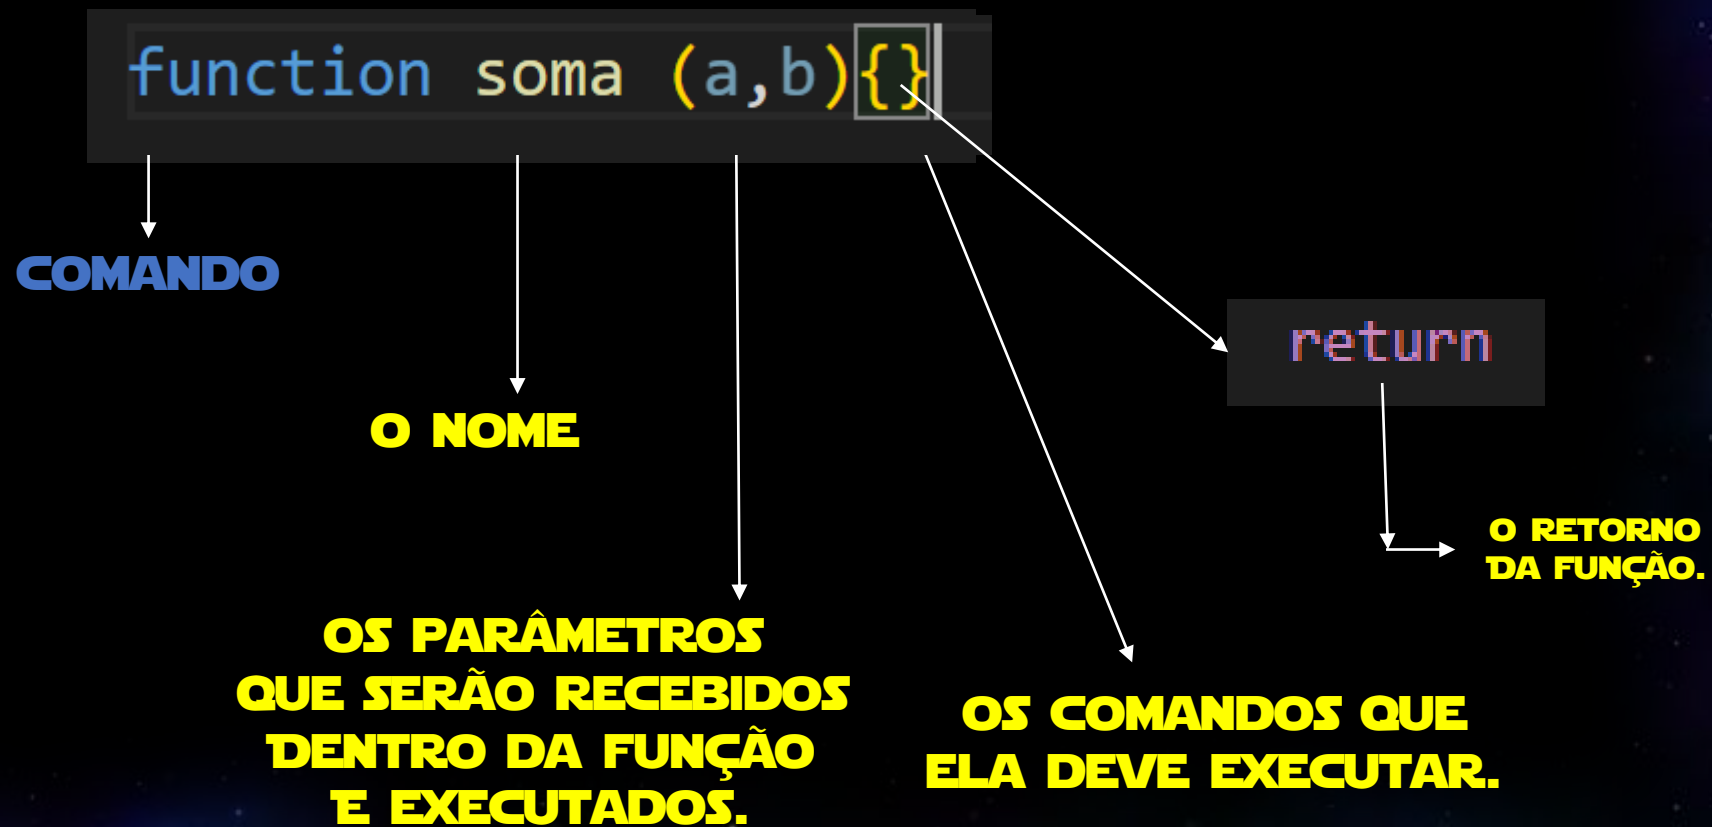 function soma (a,b){}
COMANDO
return
O NOME
O RETORNO
DA FUNÇÃO.
OS PARÂMETROS
QUE SERÃO RECEBIDOS
DENTRO DA FUNÇÃO
E EXECUTADOS.
OS COMANDOS QUE
ELA DEVE EXECUTAR.